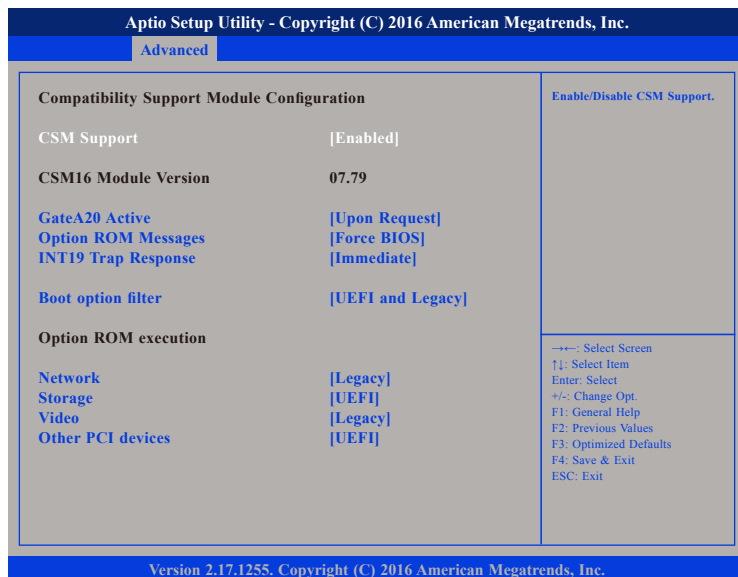 Aptio Setup Utility - Copyright (C) 2016 American Megatrends, Inc.
Advanced
Compatibility Support Module Configuration
CSM Support [Enabled]
CSM16 Module Version 07.79
GateA20 Active [Upon Request]
Option ROM Messages [Force BIOS]
INT19 Trap Response [Immediate]
Boot option filter [UEFI and Legacy]
Option ROM execution
Network [Legacy]
Storage [UEFI]
Video [Legacy]
Other PCI devices [UEFI]
Enable/Disable CSM Support.
→←: Select Screen
↑↓: Select Item
Enter: Select
+/-: Change Opt.
F1: General Help
F2: Previous Values
F3: Optimized Defaults
F4: Save & Exit
ESC: Exit
Version 2.17.1255. Copyright (C) 2016 American Megatrends, Inc.